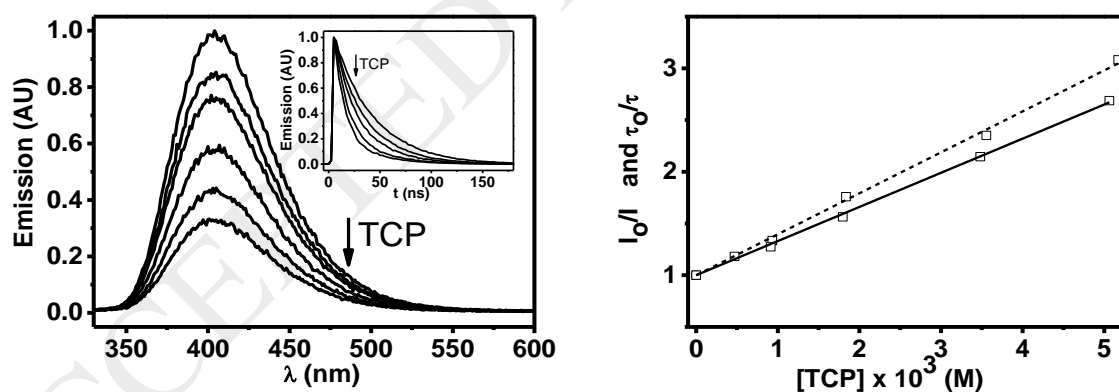 1.0
0.8
0.6
0.4
0.2
0.0
Emission (AU)
350 400 450 500 550 600
λ (nm)
TCP
1.0
0.8
0.6
0.4
0.2
0.0
Emission (AU)
0 50 100 150
t (ns)
TCP
3
2
1
I₀/I and τ₀/τ
0 1 2 3 4 5
[TCP] x 10³ (M)